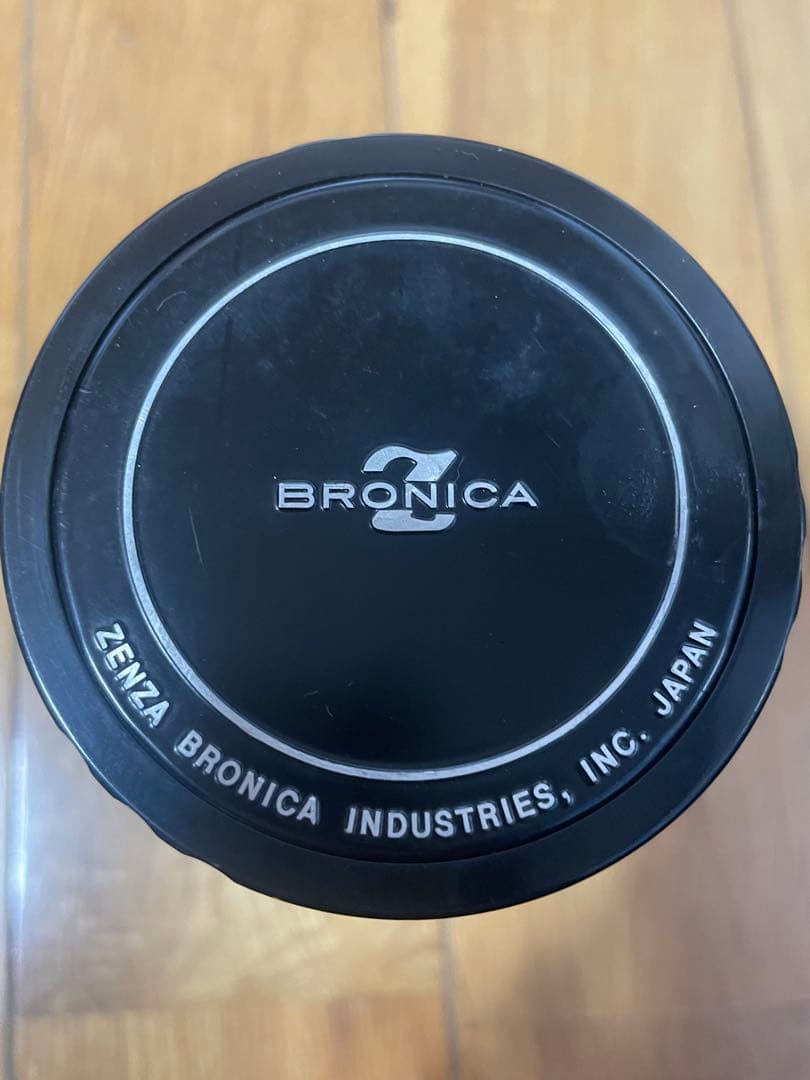 Z
BRONICA
ZENZA BRONICA INDUSTRIES, INC. JAPAN